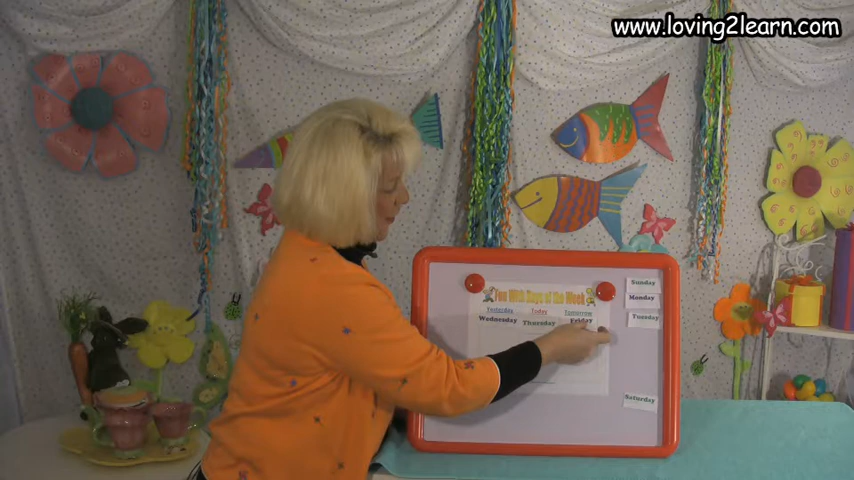 www.loving2learn.com
Fun With Days of the Week
Yesterday Today Tomorrow
Wednesday Thursday Friday
Sunday
Monday
Tuesday
Saturday